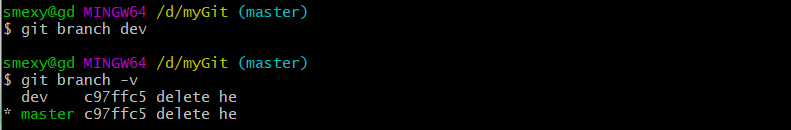 smexy@gd MINGW64 /d/myGit (master)
$ git branch dev
smexy@gd MINGW64 /d/myGit (master)
$ git branch -v
  dev    c97ffc5 delete he
* master c97ffc5 delete he